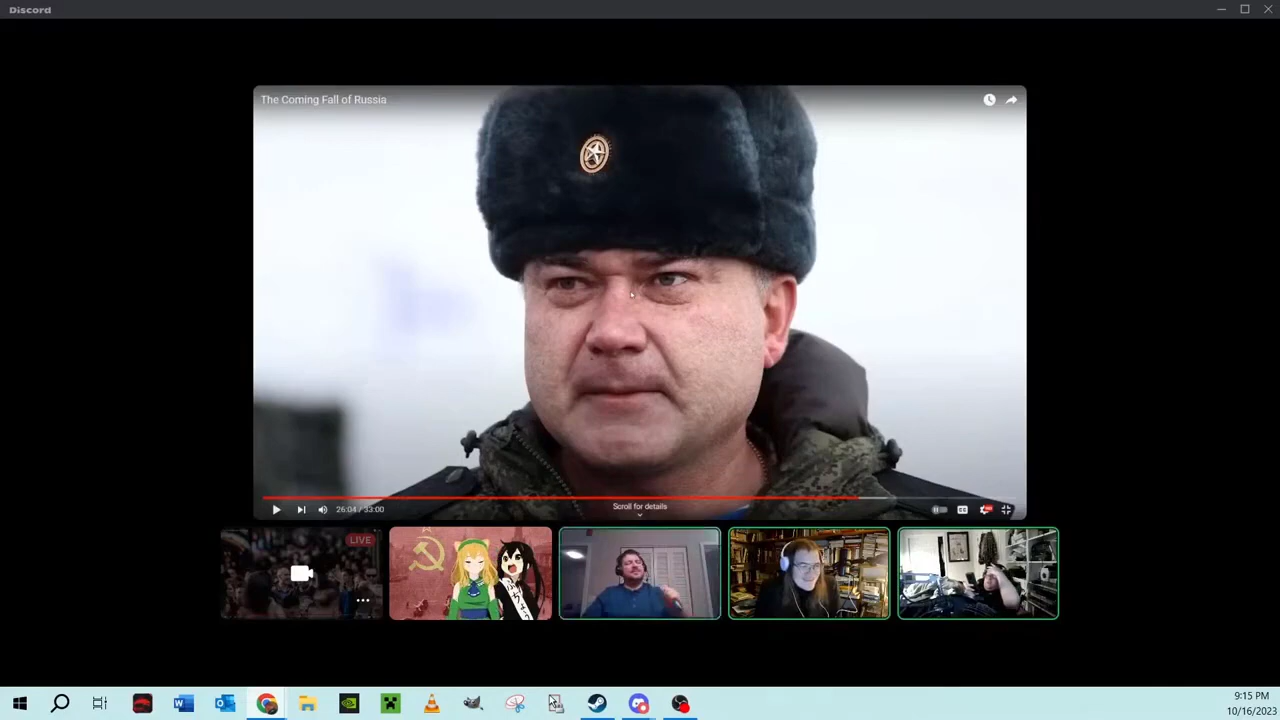 Discord
The Coming Fall of Russia
26:04 / 33:00
Scroll for details
CC
LIVE
9:15 PM
10/16/2023